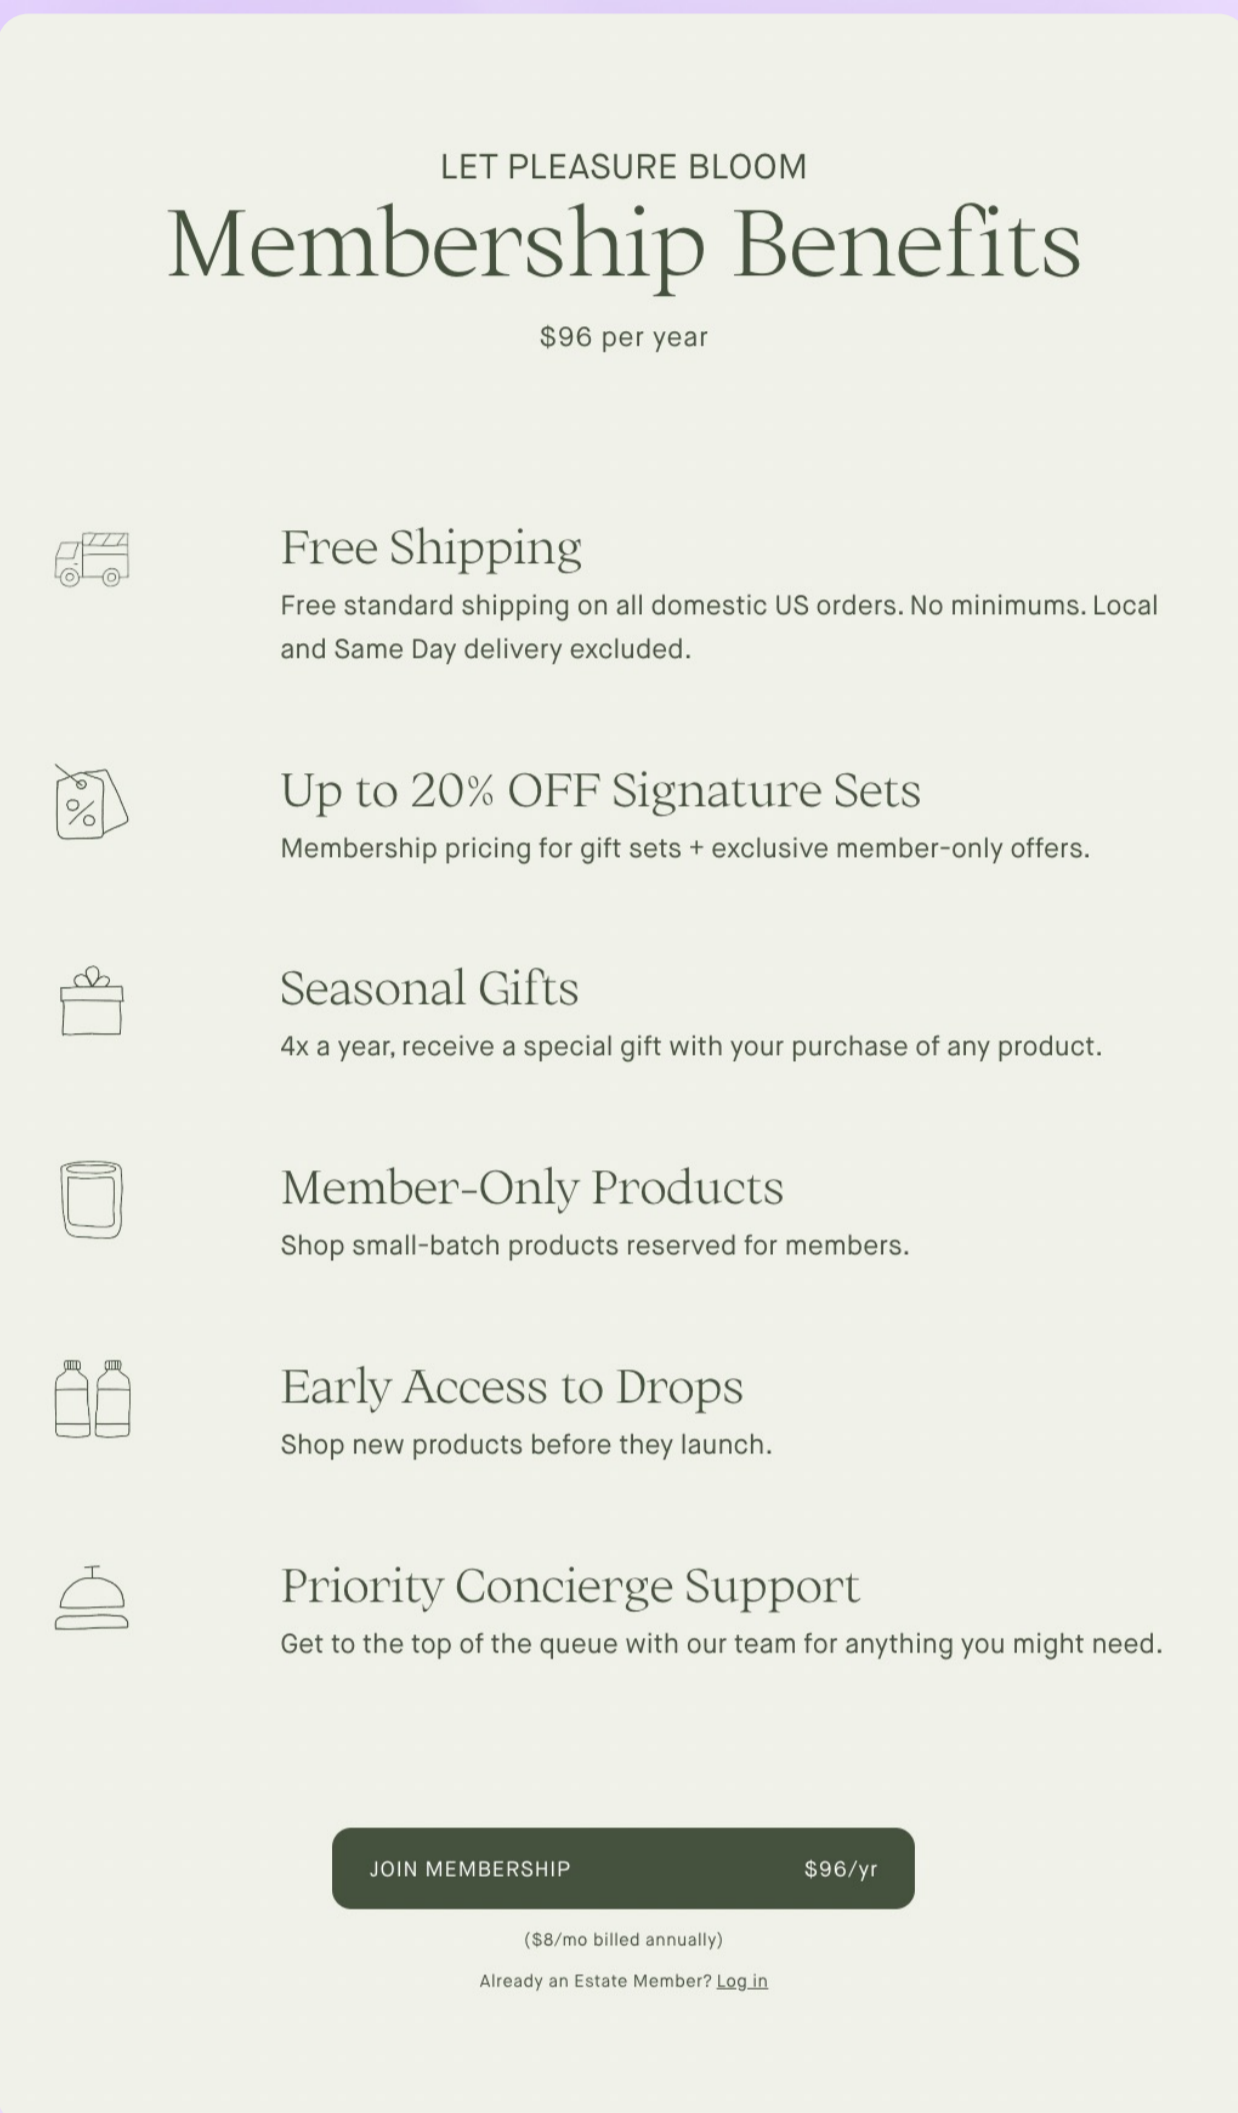 LET PLEASURE BLOOM
Membership Benefits
$96 per year
Free Shipping
Free standard shipping on all domestic US orders. No minimums. Local
and Same Day delivery excluded.
Up to 20% OFF Signature Sets
Membership pricing for gift sets + exclusive member-only offers.
Seasonal Gifts
4x a year, receive a special gift with your purchase of any product.
Member-Only Products
Shop small-batch products reserved for members.
Early Access to Drops
Shop new products before they launch.
Priority Concierge Support
Get to the top of the queue with our team for anything you might need.
JOIN MEMBERSHIP $96/yr
($8/mo billed annually)
Already an Estate Member? Log in